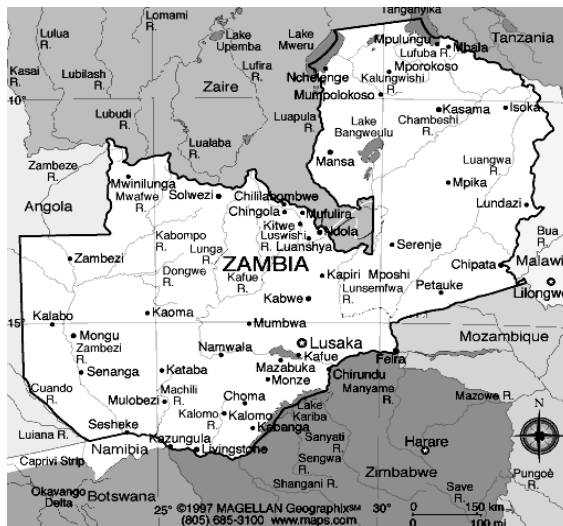 Tanganyika
Lomami
R.
Lake
Mweru
Mpulungu
Lulua
R.
Lake
Upemba
Lufuba
R.
Mbala
Tanzania
Kasai
R.
Lubilash
R.
Lufira
R.
Nchelenge
Mporokoso
Kalungwishi
R.
Zaire
Mumpolokoso
10°
Kasama
Isoka
Lubudi
R.
Luapula
R.
Chambeshi
R.
Lake
Bangweulu
Lualaba
R.
Mansa
Luangwa
R.
Zambeze
R.
Mwinilunga
Mwafwe
R.
Solwezi
Chililabombwe
Mpika
Angola
Chingola
Mufulira
Lundazi
Kitwe
Luswishi
R.
Ndola
Luanshya
Kabompo
R.
Lunga
R.
Serenje
Bua
R.
Zambezi
Dongwe
R.
ZAMBIA
Kafue
R.
Kapiri Mposhi
Chipata
Malawi
Lunsemfwa
R.
Petauke
Lilongwe
Kabwe
Kalabo
Kaoma
15°
Mumbwa
Mongu
Zambezi
R.
Lusaka
Mozambique
Namwala
Kafue
Feira
Senanga
Kataba
Mazabuka
Chirundu
Cuando
R.
Machili
R.
Monze
Manyame
R.
Mazowe R.
Mulobezi
Choma
Lake
Kariba
N
Kalomo
R.
Kalomo
Luiana
R.
Sesheke
Kabanga
Sanyati
R.
Harare
Kazungula
Livingstone
Caprivi Strip
Namibia
Sengwa
R.
Zimbabwe
Pungoè
R.
Shangani R.
Save
R.
Okavango
Delta
Botswana
25°
30°
0
150 km
0
100 mi
©1997 MAGELLAN Geographix℠
(805) 685-3100 www.maps.com